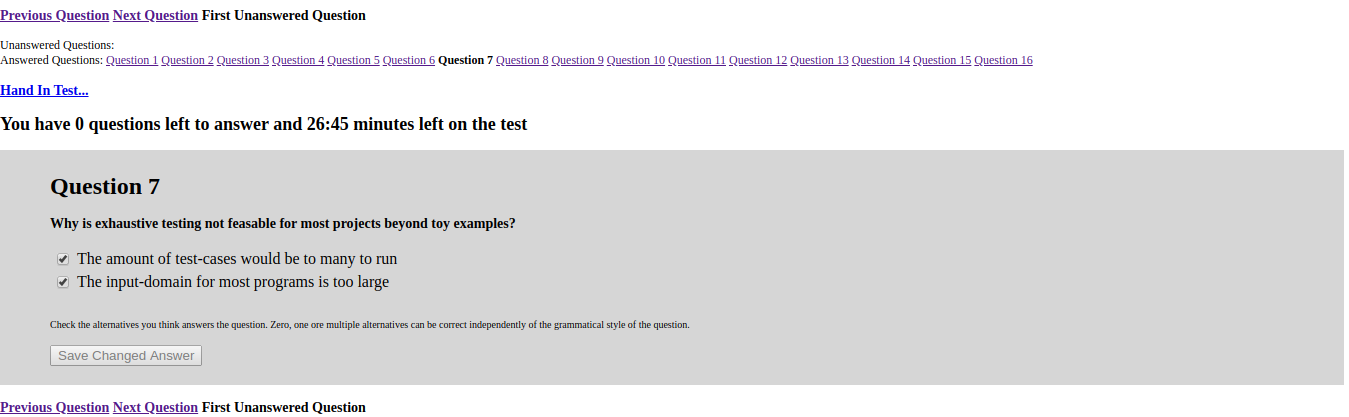 Previous Question Next Question First Unanswered Question
Unanswered Questions:
Answered Questions: Question 1 Question 2 Question 3 Question 4 Question 5 Question 6 Question 7 Question 8 Question 9 Question 10 Question 11 Question 12 Question 13 Question 14 Question 15 Question 16
Hand In Test...
You have 0 questions left to answer and 26:45 minutes left on the test
Question 7
Why is exhaustive testing not feasable for most projects beyond toy examples?
The amount of test-cases would be to many to run
The input-domain for most programs is too large
Check the alternatives you think answers the question. Zero, one ore multiple alternatives can be correct independently of the grammatical style of the question.
Save Changed Answer
Previous Question Next Question First Unanswered Question